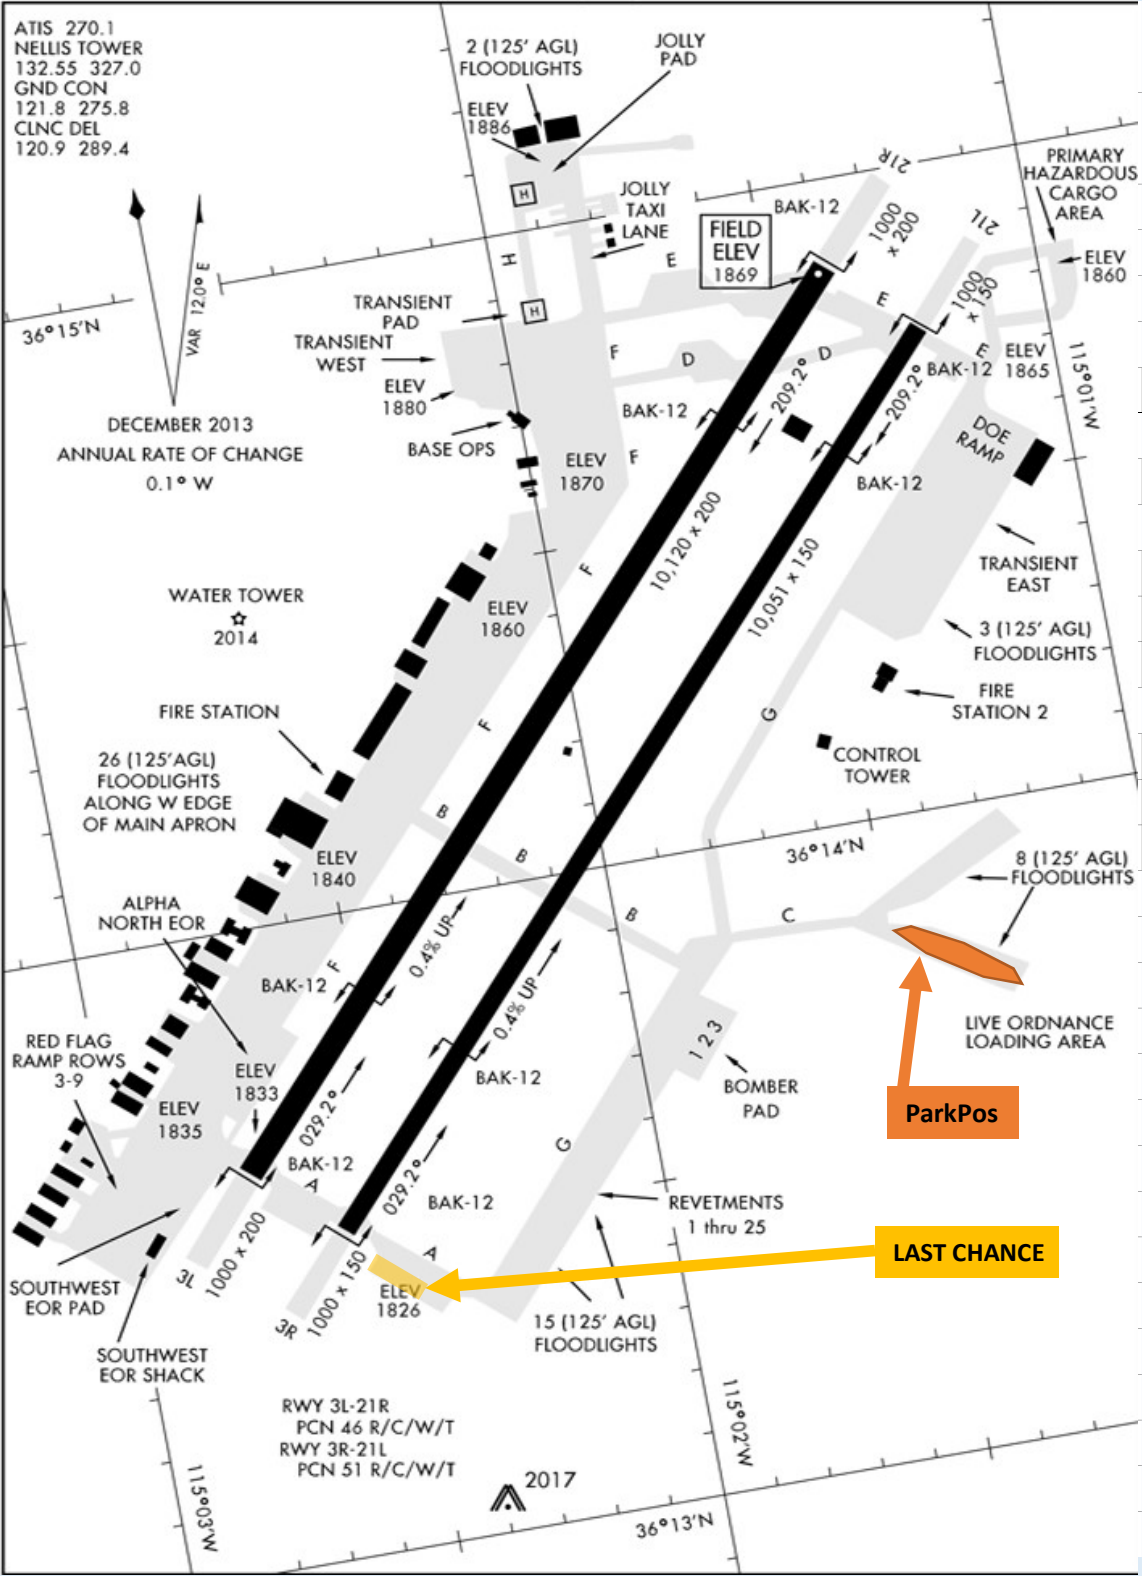 ATIS 270.1
NELLIS TOWER
132.55 327.0
GND CON
121.8 275.8
CLNC DEL
120.9 289.4
2 (125' AGL)
FLOODLIGHTS
JOLLY
PAD
ELEV
1886
H
JOLLY
TAXI
LANE
BAK-12
21R
PRIMARY
HAZARDOUS
CARGO
AREA
FIELD
ELEV
1869
1000
x 200
21L
ELEV
1860
VAR 12.0° E
36°15'N
H
E
TRANSIENT
PAD
H
TRANSIENT
WEST
E
1000
x 150
F
D
D
BAK-12
E
ELEV
1865
115°01'W
ELEV
1880
BASE OPS
BAK-12
209.2°
209.2°
DOE
RAMP
DECEMBER 2013
ANNUAL RATE OF CHANGE
0.1° W
ELEV
1870
F
BAK-12
10,120 x 200
10,051 x 150
TRANSIENT
EAST
F
WATER TOWER
2014
ELEV
1860
3 (125' AGL)
FLOODLIGHTS
FIRE
STATION 2
FIRE STATION
F
G
CONTROL
TOWER
26 (125'AGL)
FLOODLIGHTS
ALONG W EDGE
OF MAIN APRON
B
B
36°14'N
8 (125' AGL)
FLOODLIGHTS
ELEV
1840
ALPHA
NORTH EOR
B
C
0.4% UP
F
BAK-12
0.4% UP
RED FLAG
RAMP ROWS
3-9
LIVE ORDNANCE
LOADING AREA
1 2 3
ELEV
1833
BAK-12
BOMBER
PAD
ParkPos
ELEV
1835
029.2°
BAK-12
A
029.2°
BAK-12
G
REVETMENTS
1 thru 25
LAST CHANCE
A
3L
1000 x 200
ELEV
1826
3R
1000 x 150
SOUTHWEST
EOR PAD
15 (125' AGL)
FLOODLIGHTS
SOUTHWEST
EOR SHACK
RWY 3L-21R
PCN 46 R/C/W/T
RWY 3R-21L
PCN 51 R/C/W/T
115°02'W
115°03'W
2017
36°13'N